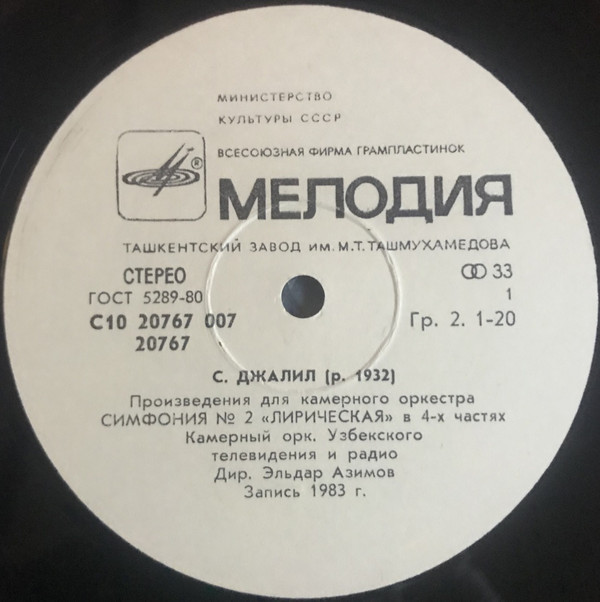 МИНИСТЕРСТВО
КУЛЬТУРЫ СССР
ВСЕСОЮЗНАЯ ФИРМА ГРАМПЛАСТИНОК
® МЕЛОДИЯ
ТАШКЕНТСКИЙ ЗАВОД ИМ. М.Т. ТАШМУХАМЕДОВА
СТЕРЕО 33
ГОСТ 5289-80 1
С10 20767 007 Гр. 2. 1-20
20767
С. ДЖАЛИЛ (р. 1932)
Произведения для камерного оркестра
СИМФОНИЯ № 2 «ЛИРИЧЕСКАЯ» в 4-х частях
Камерный орк. Узбекского
телевидения и радио
Дир. Эльдар Азимов
Запись 1983 г.